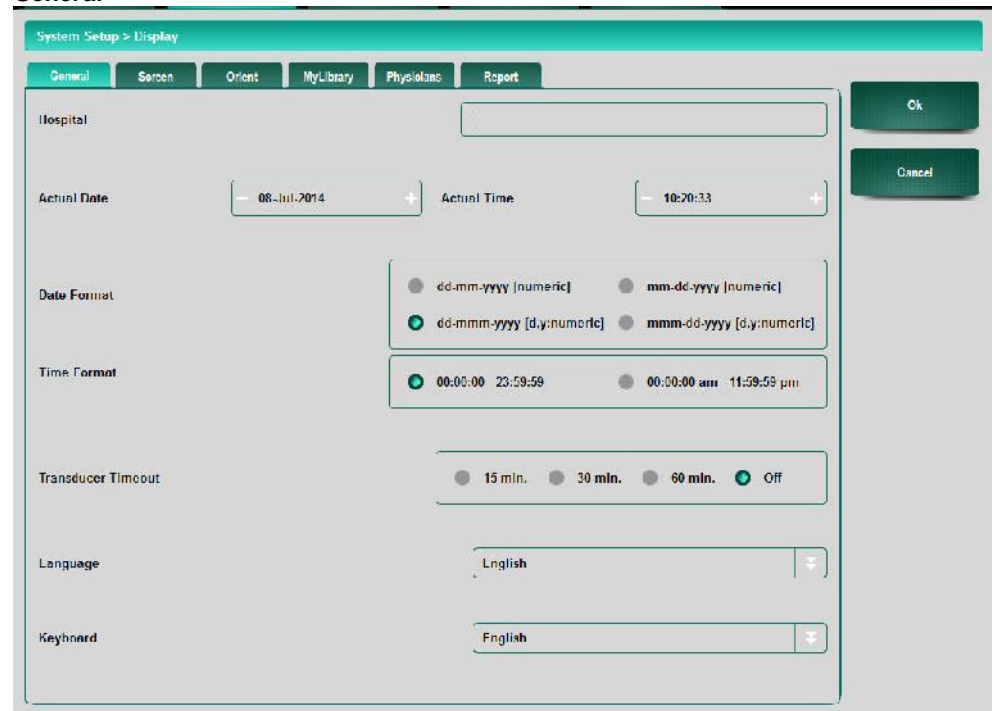 General
System Setup > Display
General Screen Orient MyLibrary Physicians Report
Ok
Hospital
Cancel
Actual Date 08-Jul-2014 Actual Time 10:20:33
dd-mm-yyyy [numeric] mm-dd-yyyy [numeric]
Date Format
dd-mmm-yyyy [d,y:numeric] mmm-dd-yyyy [d,y:numeric]
Time Format
00:00:00 23:59:59 00:00:00 am 11:59:59 pm
Transducer Timeout 15 min. 30 min. 60 min. Off
Language English
Keyboard English